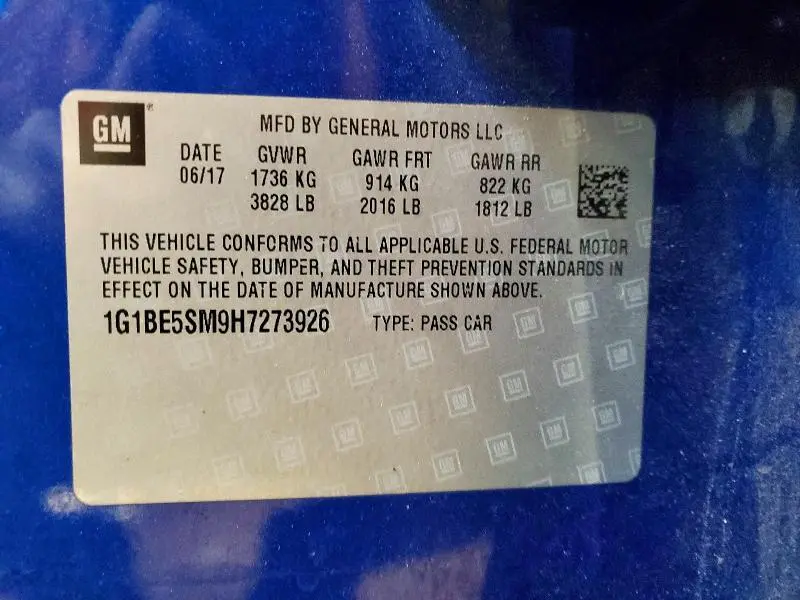 GM® MFD BY GENERAL MOTORS LLC
DATE GVWR GAWR FRT GAWR RR
06/17 1736 KG 914 KG 822 KG
3828 LB 2016 LB 1812 LB
THIS VEHICLE CONFORMS TO ALL APPLICABLE U.S. FEDERAL MOTOR
VEHICLE SAFETY, BUMPER, AND THEFT PREVENTION STANDARDS IN
EFFECT ON THE DATE OF MANUFACTURE SHOWN ABOVE.
1G1BE5SM9H7273926 TYPE: PASS CAR